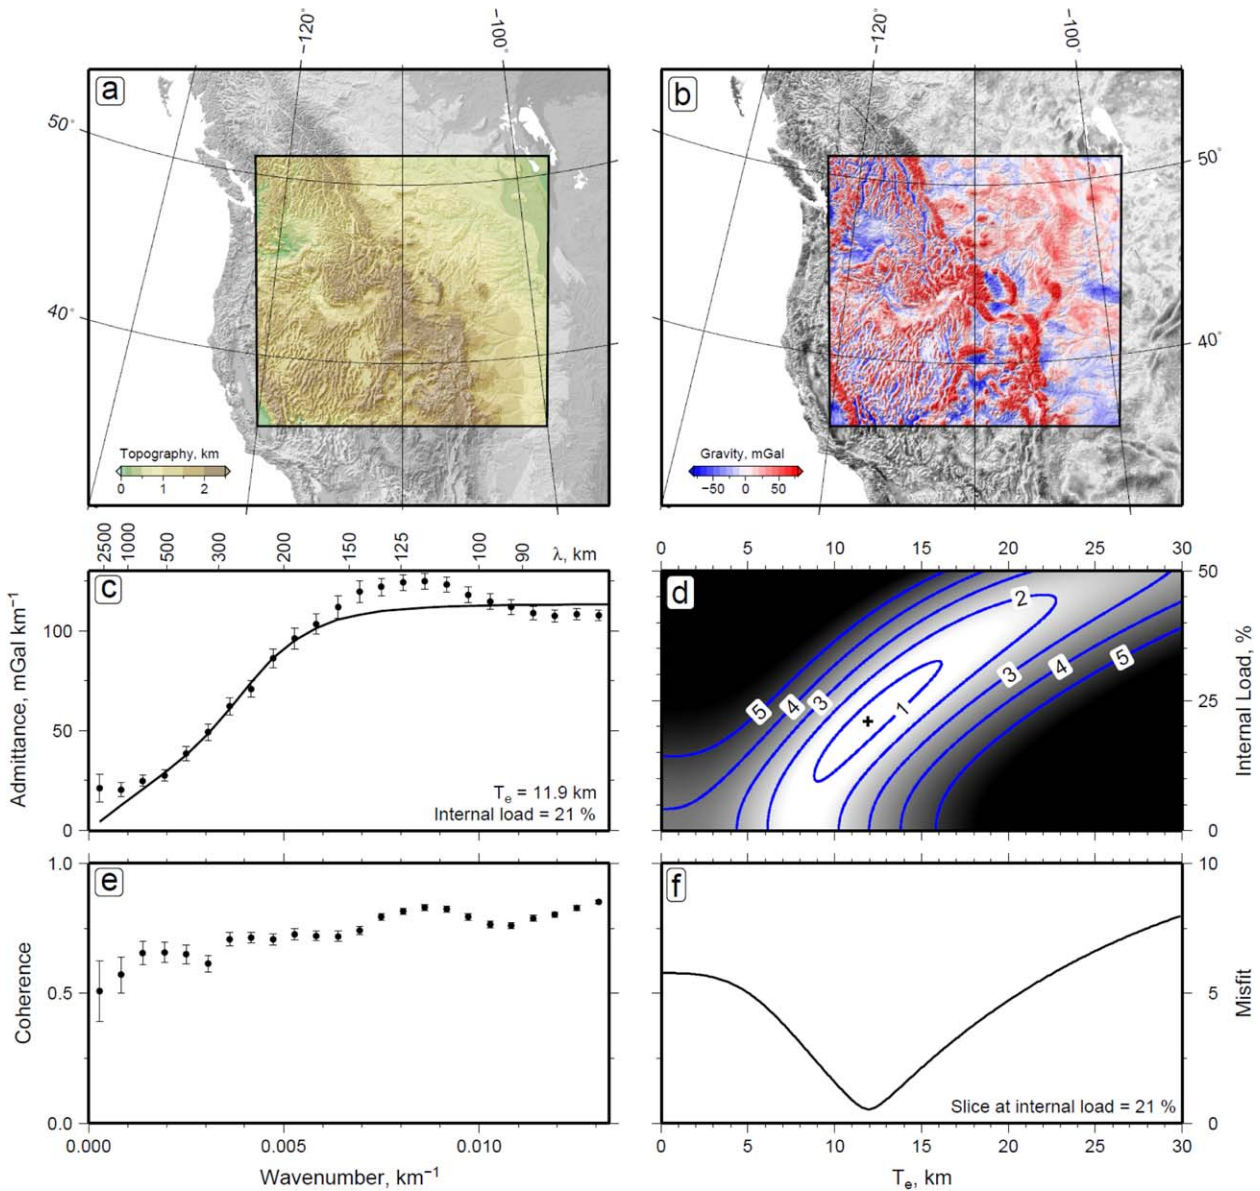 −120° −100° −120° −100°
a b
50° 50°
40° 40°
Topography, km Gravity, mGal
0 1 2 −50 0 50
2500 1000 500 300 200 150 125 100 90 λ, km
0 5 10 15 20 25 30
c d
100
50
0
Admittance, mGal km⁻¹
Tₑ = 11.9 km
Internal load = 21 %
5 4 3 2 1 3 4 5
50
25
0
Internal Load, %
e f
1.0 10
0.5 5
0.0 0
Coherence Misfit
Slice at internal load = 21 %
0.000 0.005 0.010 0 5 10 15 20 25 30
Wavenumber, km⁻¹ Tₑ, km